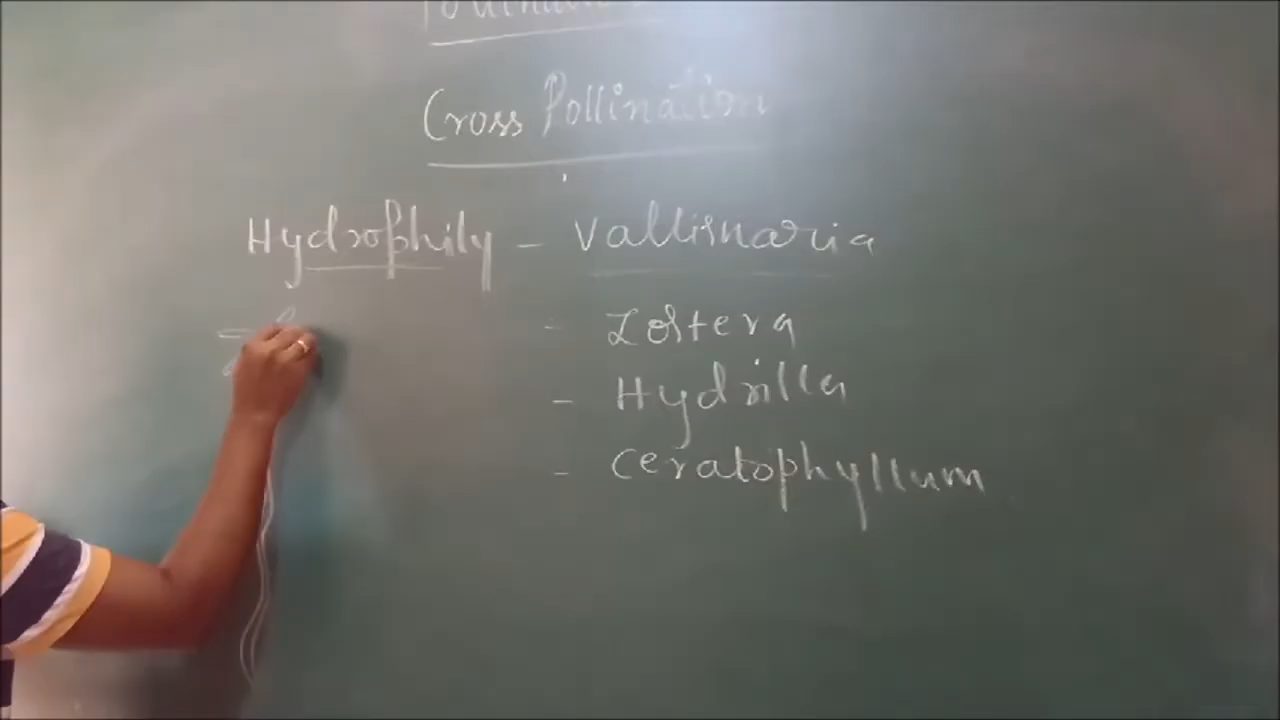 Cross Pollination
Hydrophily - Vallisnaria
- Zostera
- Hydrilla
- Ceratophyllum